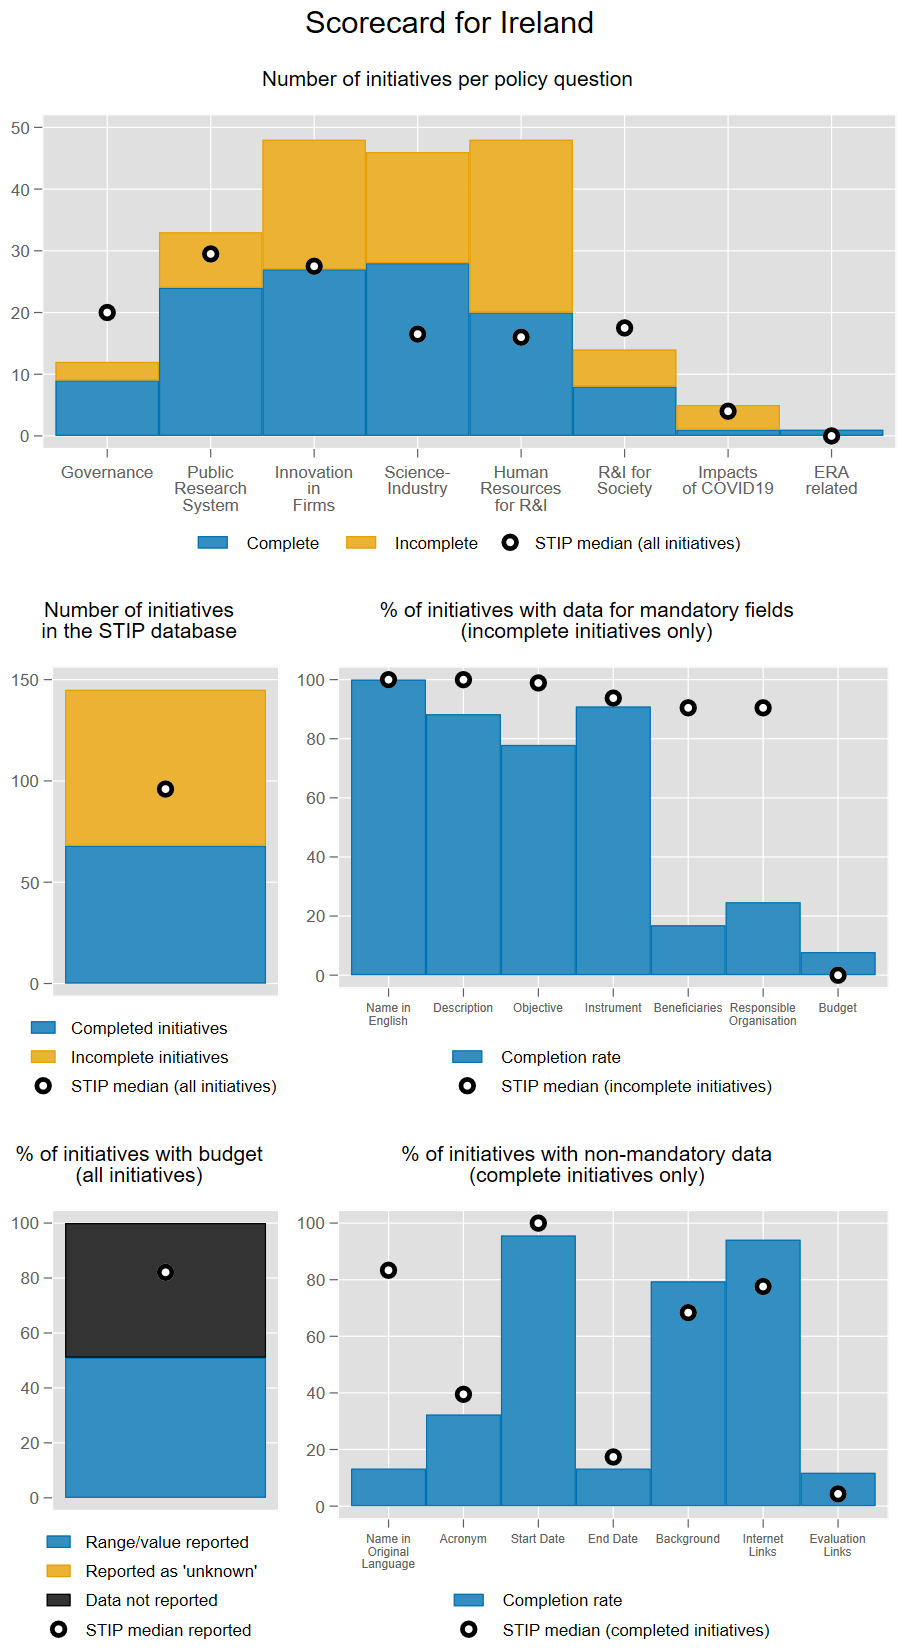 Scorecard for Ireland
Number of initiatives per policy question
50
40
30
20
10
0
Governance
Public
Research
System
Innovation
in
Firms
Science-
Industry
Human
Resources
for R&I
R&I for
Society
Impacts
of COVID19
ERA
related
Complete
Incomplete
STIP median (all initiatives)
Number of initiatives
in the STIP database
150
100
50
0
Completed initiatives
Incomplete initiatives
STIP median (all initiatives)
% of initiatives with data for mandatory fields
(incomplete initiatives only)
100
80
60
40
20
0
Name in
English
Description
Objective
Instrument
Beneficiaries
Responsible
Organisation
Budget
Completion rate
STIP median (incomplete initiatives)
% of initiatives with budget
(all initiatives)
100
80
60
40
20
0
Range/value reported
Reported as 'unknown'
Data not reported
STIP median reported
% of initiatives with non-mandatory data
(complete initiatives only)
100
80
60
40
20
0
Name in
Original
Language
Acronym
Start Date
End Date
Background
Internet
Links
Evaluation
Links
Completion rate
STIP median (completed initiatives)